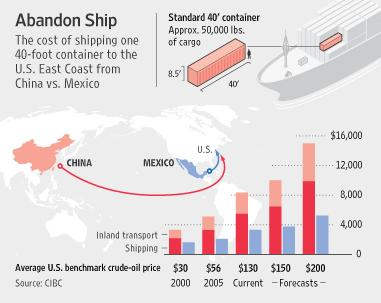 Abandon Ship
The cost of shipping one
40-foot container to the
U.S. East Coast from
China vs. Mexico
Standard 40' container
Approx. 50,000 lbs.
of cargo
8.5'
40'
CHINA
MEXICO
U.S.
$16,000
12,000
8,000
4,000
0
Inland transport
Shipping
Average U.S. benchmark crude-oil price $30 $56 $130 $150 $200
Source: CIBC 2000 2005 Current – Forecasts –